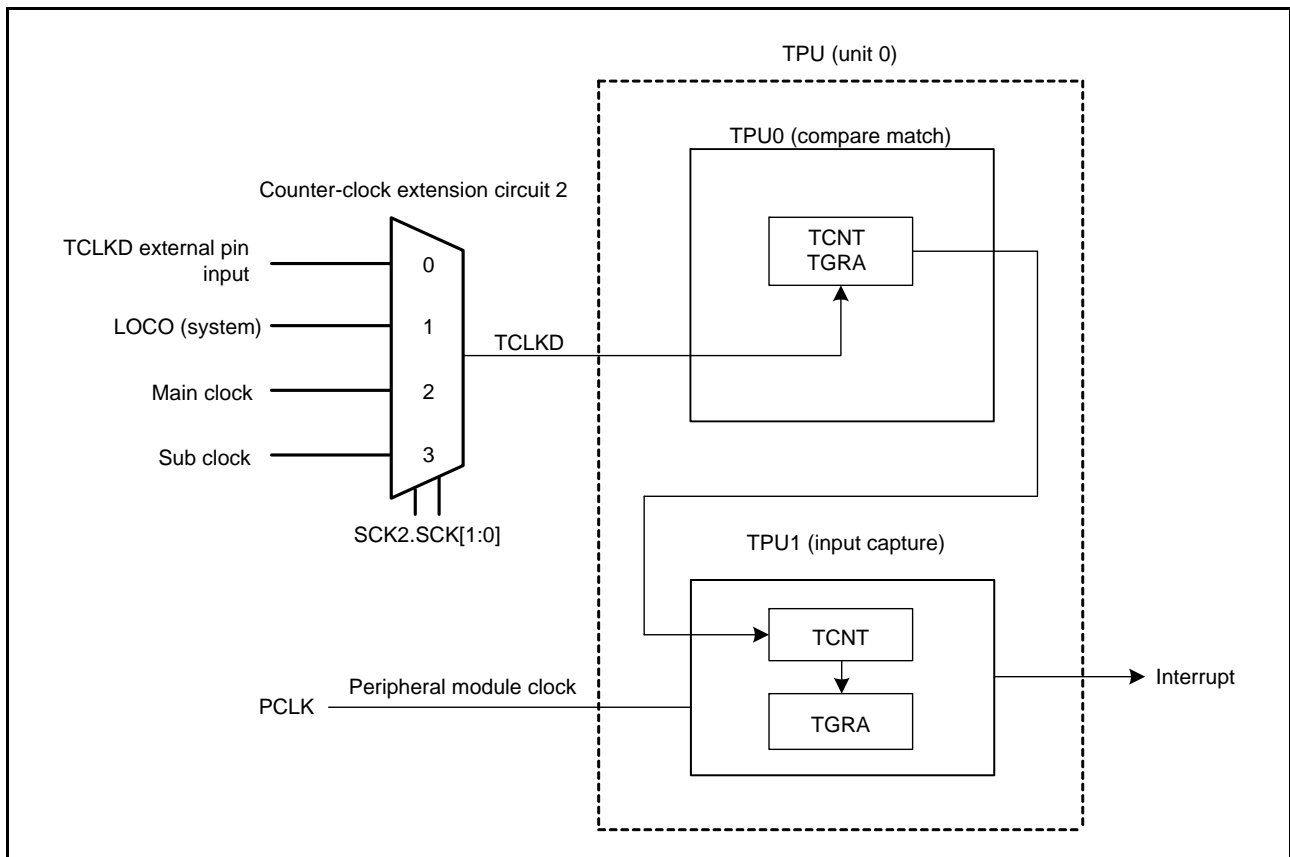 TPU (unit 0)
TPU0 (compare match)
Counter-clock extension circuit 2
TCLKD external pin
input
0
TCNT
TGRA
LOCO (system)
1
TCLKD
Main clock
2
Sub clock
3
SCK2.SCK[1:0]
TPU1 (input capture)
TCNT
Peripheral module clock
PCLK
TGRA
Interrupt